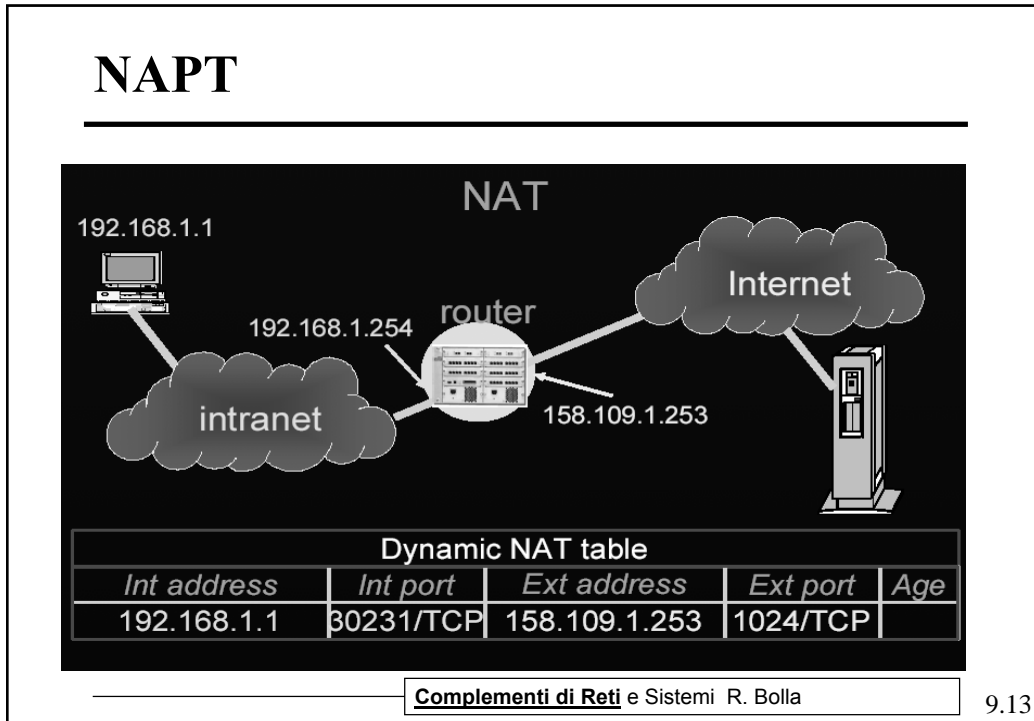 NAPT
NAT
192.168.1.1
Internet
router
192.168.1.254
intranet
158.109.1.253
Dynamic NAT table
Int address Int port Ext address Ext port Age
192.168.1.1 30231/TCP 158.109.1.253 1024/TCP
Complementi di Reti e Sistemi R. Bolla
9.13